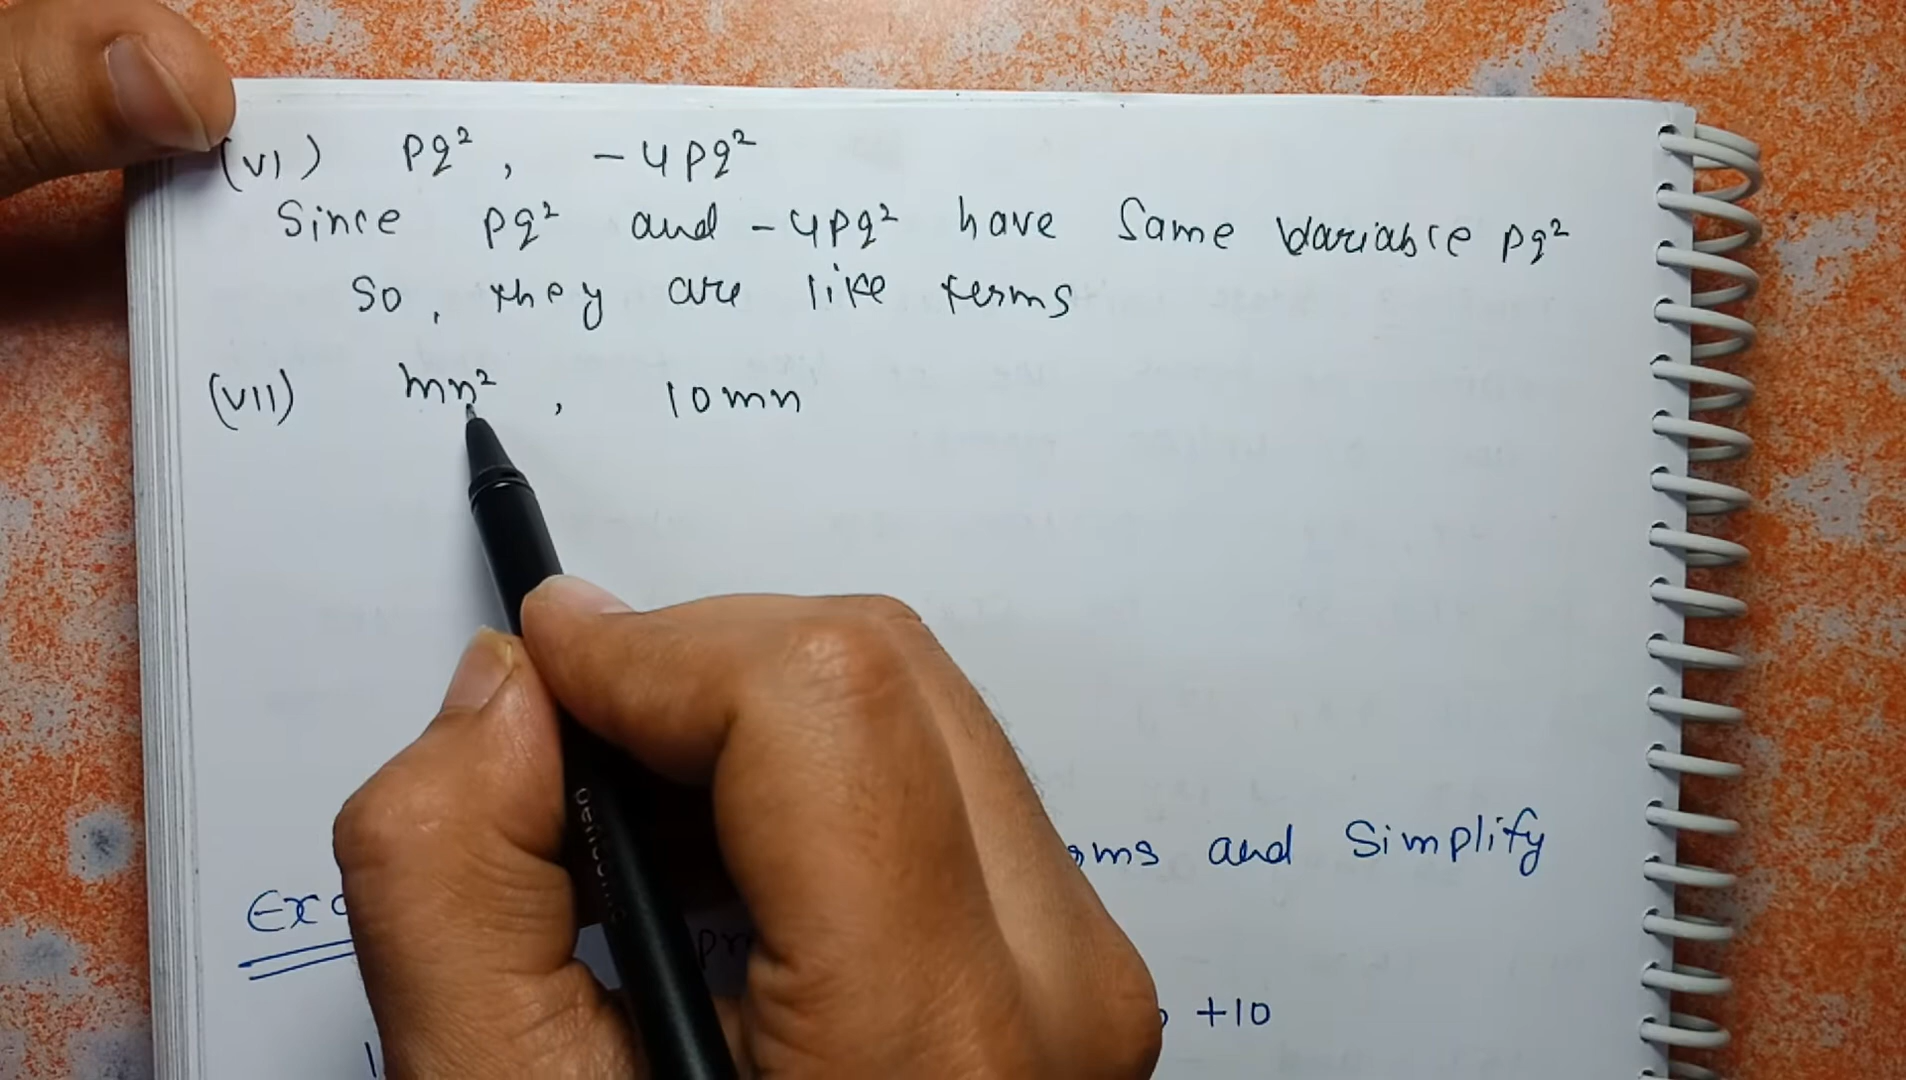 (VI) pq², -4pq²
Since pq² and -4pq² have same variable pq²
So, they are like terms
(VII) mn², 10mn
and Simplify
+10